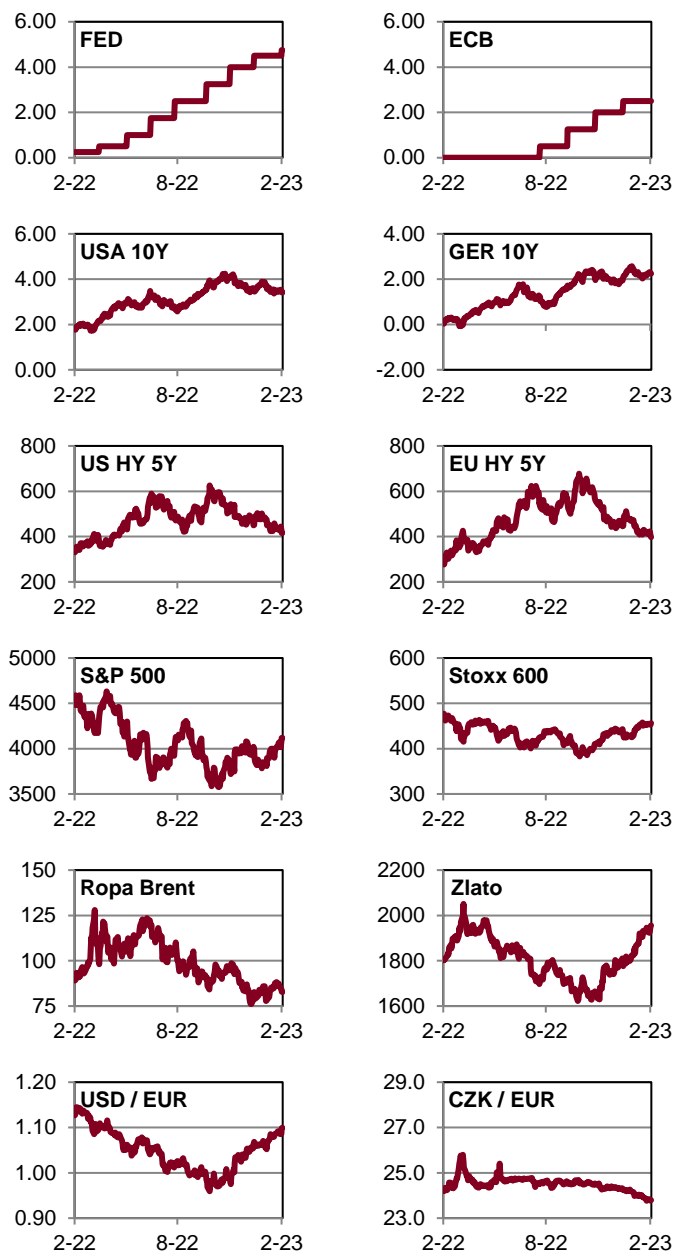 FED
6.00
4.00
2.00
0.00
2-22 8-22 2-23
ECB
6.00
4.00
2.00
0.00
2-22 8-22 2-23
USA 10Y
6.00
4.00
2.00
0.00
2-22 8-22 2-23
GER 10Y
4.00
2.00
0.00
-2.00
2-22 8-22 2-23
US HY 5Y
800
600
400
200
2-22 8-22 2-23
EU HY 5Y
800
600
400
200
2-22 8-22 2-23
S&P 500
5000
4500
4000
3500
2-22 8-22 2-23
Stoxx 600
600
500
400
300
2-22 8-22 2-23
Ropa Brent
150
125
100
75
2-22 8-22 2-23
Zlato
2200
2000
1800
1600
2-22 8-22 2-23
USD / EUR
1.20
1.10
1.00
0.90
2-22 8-22 2-23
CZK / EUR
29.0
27.0
25.0
23.0
2-22 8-22 2-23